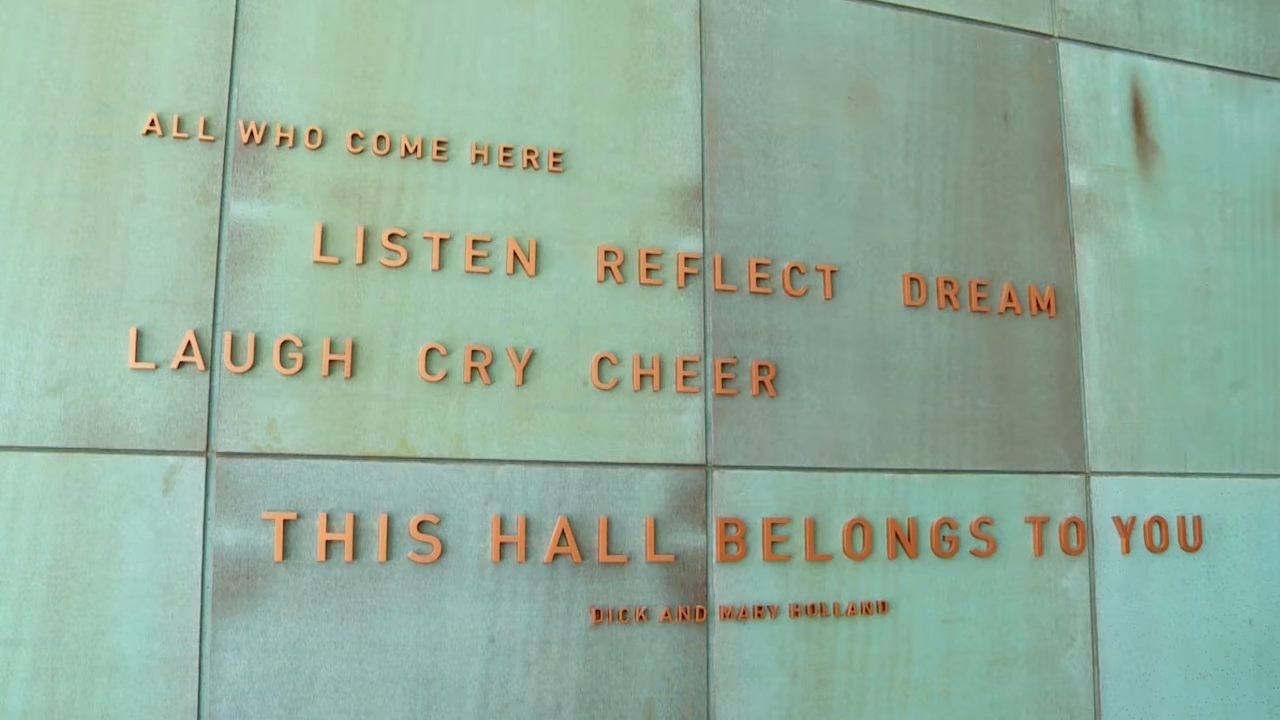 ALL WHO COME HERE
LISTEN REFLECT DREAM
LAUGH CRY CHEER
THIS HALL BELONGS TO YOU
DICK AND MARY HOLLAND